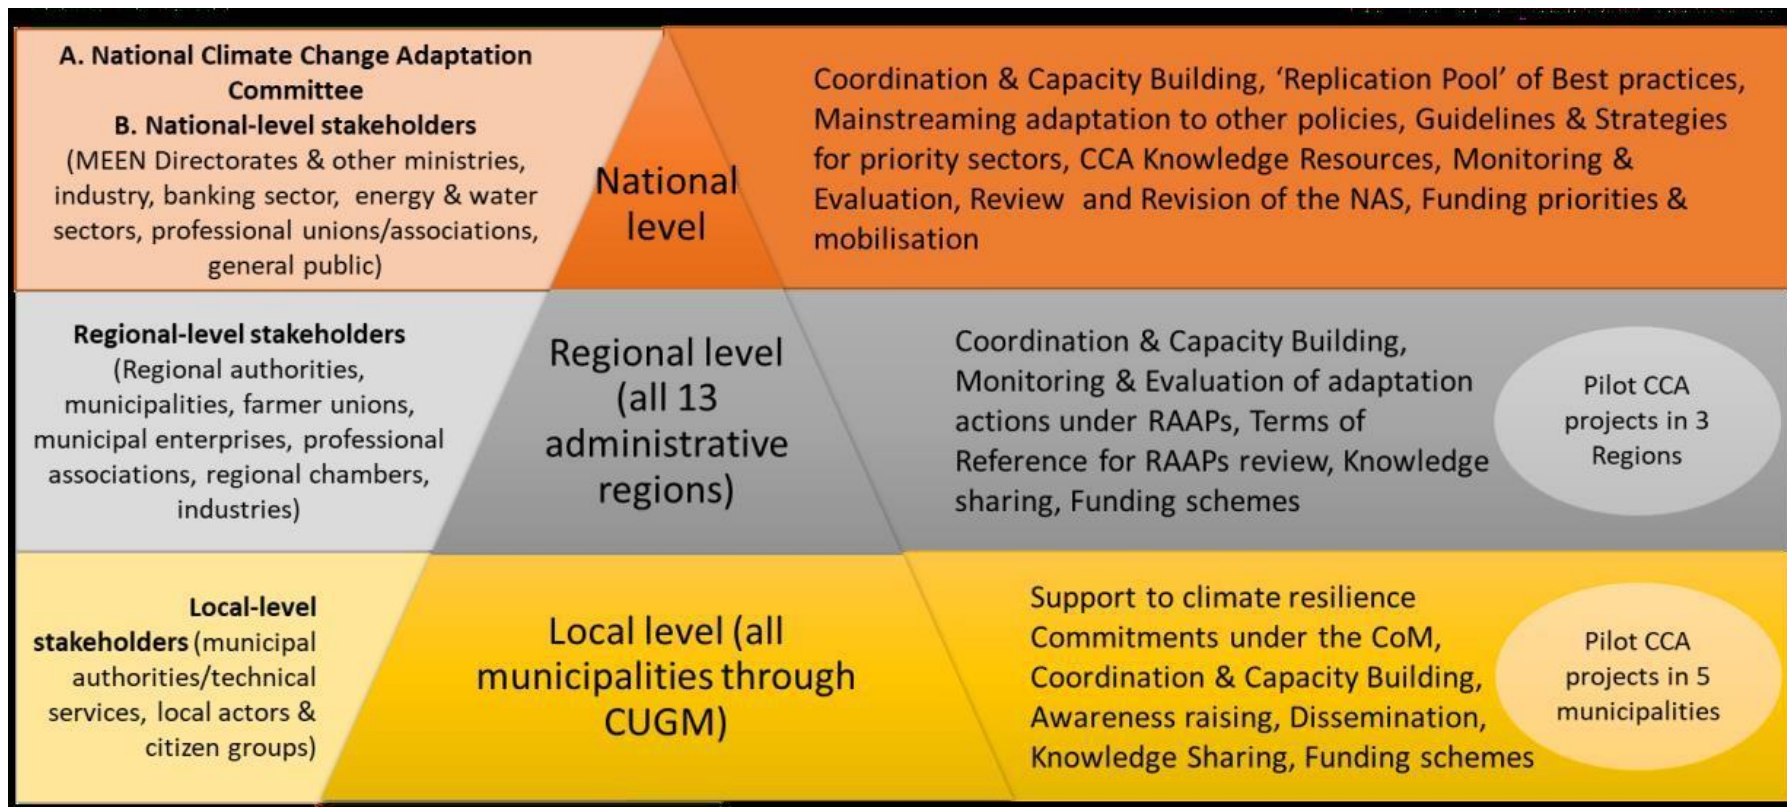 A. National Climate Change Adaptation
Committee
B. National-level stakeholders
(MEEN Directorates & other ministries,
industry, banking sector, energy & water
sectors, professional unions/associations,
general public)
National
level
Coordination & Capacity Building, ‘Replication Pool’ of Best practices,
Mainstreaming adaptation to other policies, Guidelines & Strategies
for priority sectors, CCA Knowledge Resources, Monitoring &
Evaluation, Review and Revision of the NAS, Funding priorities &
mobilisation
Regional-level stakeholders
(Regional authorities,
municipalities, farmer unions,
municipal enterprises, professional
associations, regional chambers,
industries)
Regional level
(all 13
administrative
regions)
Coordination & Capacity Building,
Monitoring & Evaluation of adaptation
actions under RAAPs, Terms of
Reference for RAAPs review, Knowledge
sharing, Funding schemes
Pilot CCA
projects in 3
Regions
Local-level
stakeholders (municipal
authorities/technical
services, local actors &
citizen groups)
Local level (all
municipalities through
CUGM)
Support to climate resilience
Commitments under the CoM,
Coordination & Capacity Building,
Awareness raising, Dissemination,
Knowledge Sharing, Funding schemes
Pilot CCA
projects in 5
municipalities